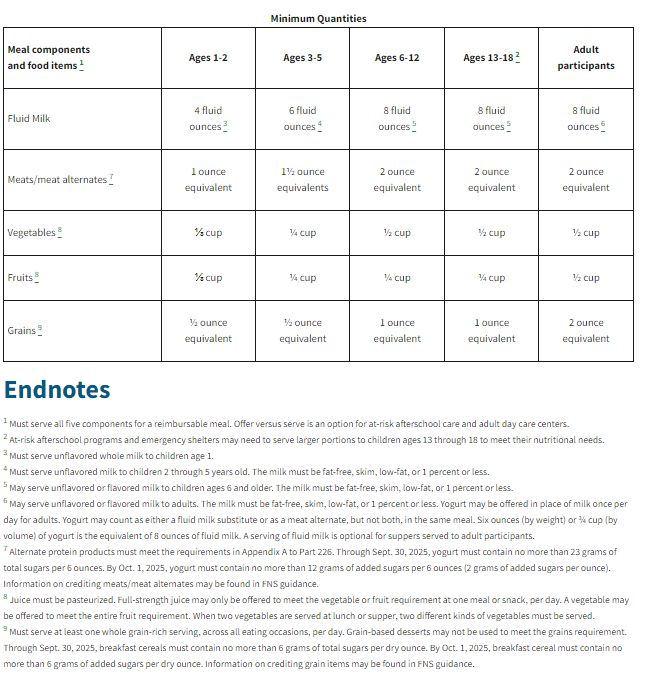 Minimum Quantities
Meal components and food items 1 | Ages 1-2 | Ages 3-5 | Ages 6-12 | Ages 13-18 2 | Adult participants
Fluid Milk | 4 fluid ounces 3 | 6 fluid ounces 4 | 8 fluid ounces 5 | 8 fluid ounces 5 | 8 fluid ounces 6
Meats/meat alternates 7 | 1 ounce equivalent | 1½ ounce equivalents | 2 ounce equivalent | 2 ounce equivalent | 2 ounce equivalent
Vegetables 8 | ⅛ cup | ¼ cup | ½ cup | ½ cup | ½ cup
Fruits 8 | ⅛ cup | ¼ cup | ¼ cup | ¼ cup | ½ cup
Grains 9 | ½ ounce equivalent | ½ ounce equivalent | 1 ounce equivalent | 1 ounce equivalent | 2 ounce equivalent
Endnotes
1 Must serve all five components for a reimbursable meal. Offer versus serve is an option for at-risk afterschool care and adult day care centers.
2 At-risk afterschool programs and emergency shelters may need to serve larger portions to children ages 13 through 18 to meet their nutritional needs.
3 Must serve unflavored whole milk to children age 1.
4 Must serve unflavored milk to children 2 through 5 years old. The milk must be fat-free, skim, low-fat, or 1 percent or less.
5 May serve unflavored or flavored milk to children ages 6 and older. The milk must be fat-free, skim, low-fat, or 1 percent or less.
6 May serve unflavored or flavored milk to adults. The milk must be fat-free, skim, low-fat, or 1 percent or less. Yogurt may be offered in place of milk once per
day for adults. Yogurt may count as either a fluid milk substitute or as a meat alternate, but not both, in the same meal. Six ounces (by weight) or ¾ cup (by
volume) of yogurt is the equivalent of 8 ounces of fluid milk. A serving of fluid milk is optional for suppers served to adult participants.
7 Alternate protein products must meet the requirements in Appendix A to Part 226. Through Sept. 30, 2025, yogurt must contain no more than 23 grams of
total sugars per 6 ounces. By Oct. 1, 2025, yogurt must contain no more than 12 grams of added sugars per 6 ounces (2 grams of added sugars per ounce).
Information on crediting meats/meat alternates may be found in FNS guidance.
8 Juice must be pasteurized. Full-strength juice may only be offered to meet the vegetable or fruit requirement at one meal or snack, per day. A vegetable may
be offered to meet the entire fruit requirement. When two vegetables are served at lunch or supper, two different kinds of vegetables must be served.
9 Must serve at least one whole grain-rich serving, across all eating occasions, per day. Grain-based desserts may not be used to meet the grains requirement.
Through Sept. 30, 2025, breakfast cereals must contain no more than 6 grams of total sugars per dry ounce. By Oct. 1, 2025, breakfast cereal must contain no
more than 6 grams of added sugars per dry ounce. Information on crediting grain items may be found in FNS guidance.